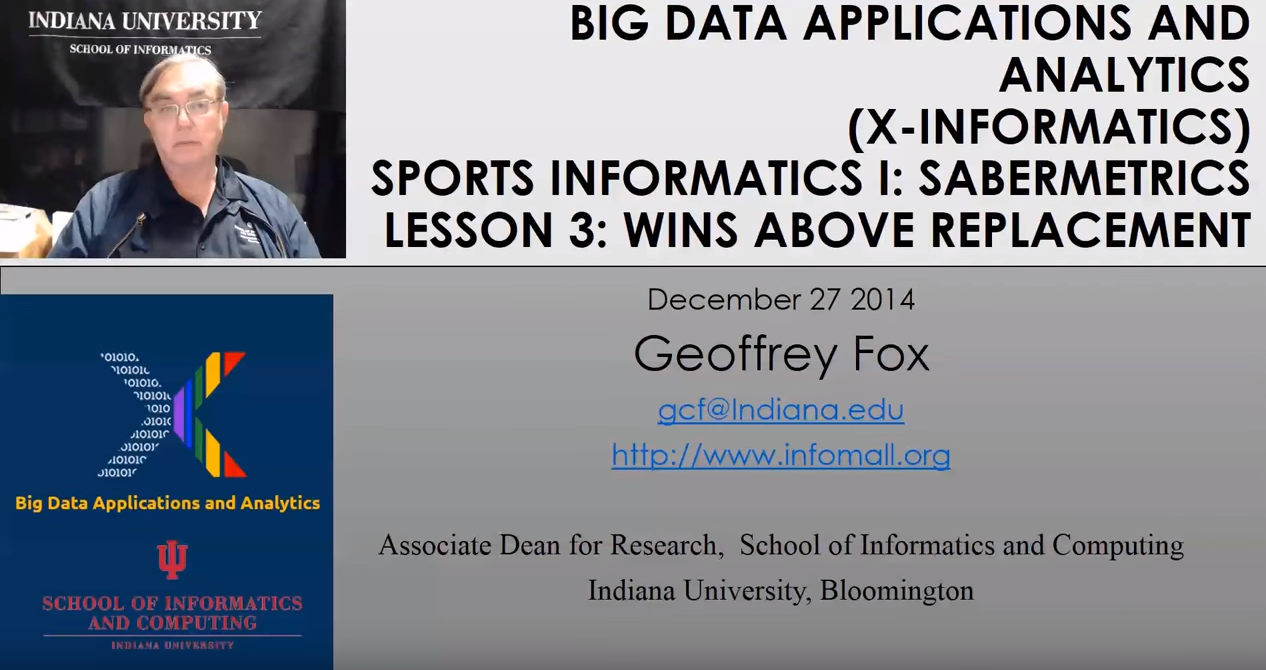 INDIANA UNIVERSITY
SCHOOL OF INFORMATICS
BIG DATA APPLICATIONS AND
ANALYTICS
(X-INFORMATICS)
SPORTS INFORMATICS I: SABERMETRICS
LESSON 3: WINS ABOVE REPLACEMENT
December 27 2014
Geoffrey Fox
gcf@Indiana.edu
http://www.infomall.org
Associate Dean for Research,  School of Informatics and Computing
Indiana University, Bloomington
Big Data Applications and Analytics
SCHOOL OF INFORMATICS
AND COMPUTING
INDIANA UNIVERSITY